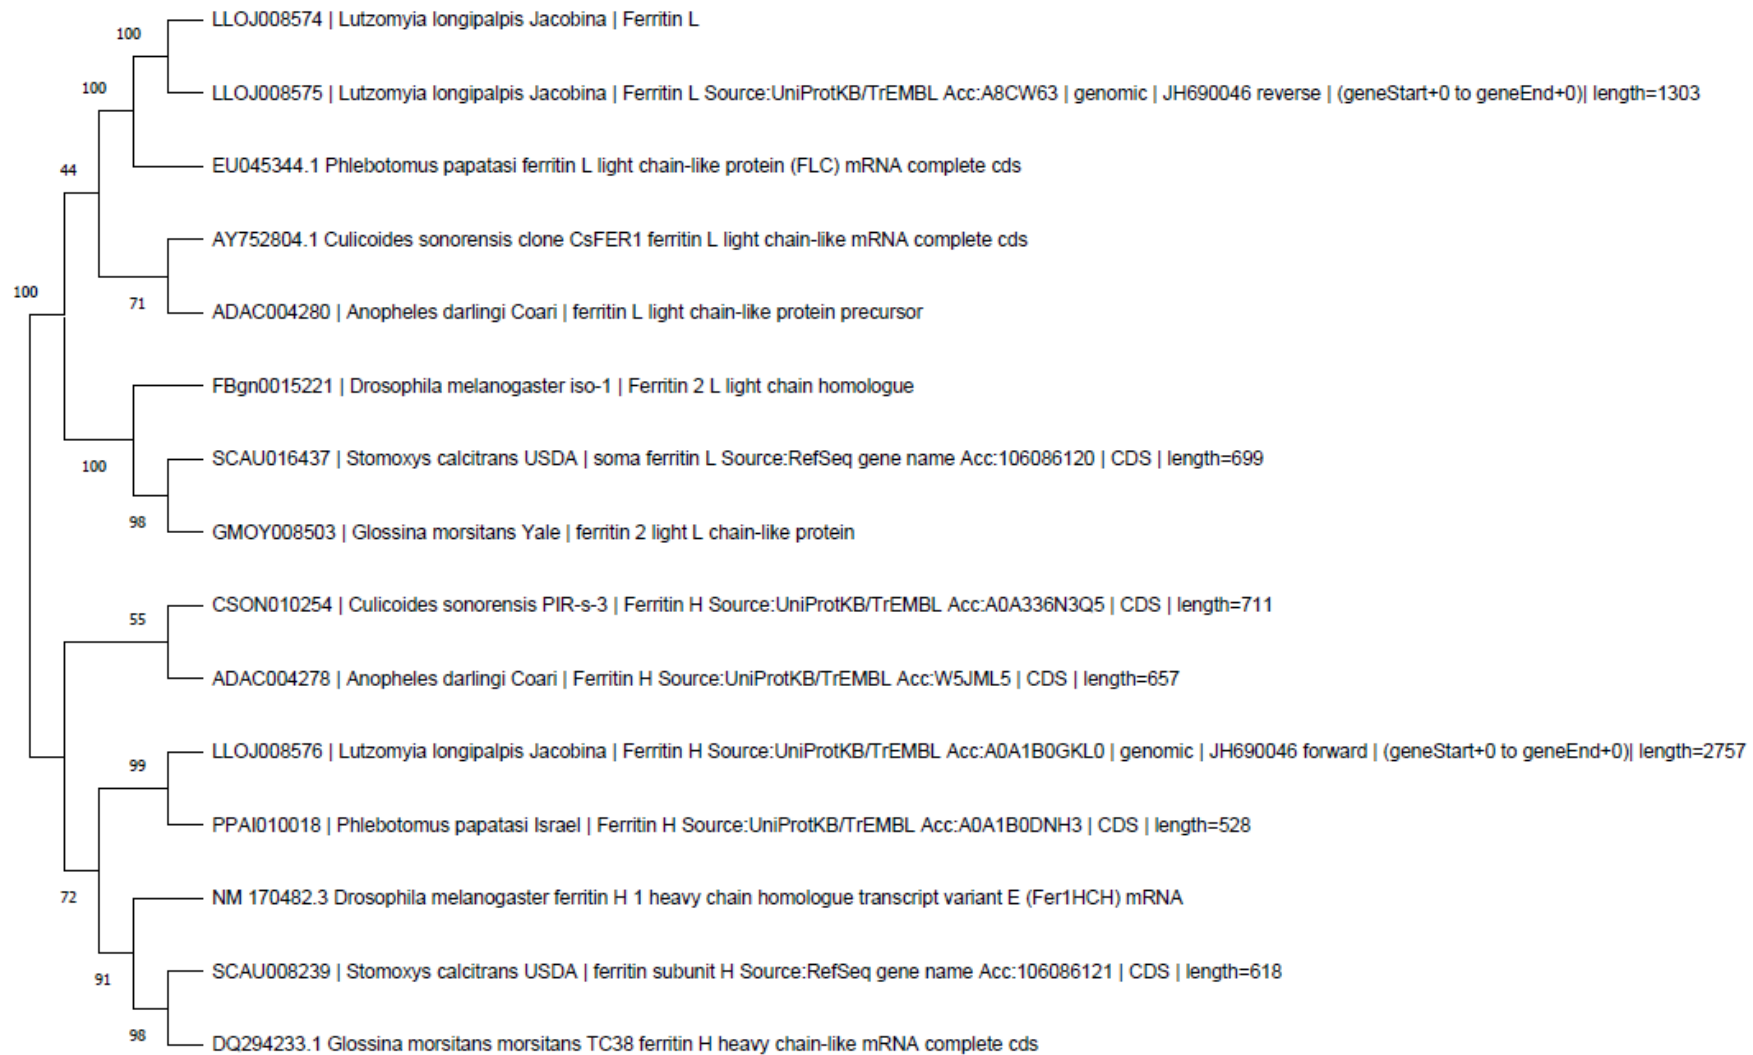 LLOJ008574 | Lutzomyia longipalpis Jacobina | Ferritin L
100
100
LLOJ008575 | Lutzomyia longipalpis Jacobina | Ferritin L Source:UniProtKB/TrEMBL Acc:A8CW63 | genomic | JH690046 reverse | (geneStart+0 to geneEnd+0)| length=1303
44
EU045344.1 Phlebotomus papatasi ferritin L light chain-like protein (FLC) mRNA complete cds
AY752804.1 Culicoides sonorensis clone CsFER1 ferritin L light chain-like mRNA complete cds
100
71
ADAC004280 | Anopheles darlingi Coari | ferritin L light chain-like protein precursor
FBgn0015221 | Drosophila melanogaster iso-1 | Ferritin 2 L light chain homologue
100
SCAU016437 | Stomoxys calcitrans USDA | soma ferritin L Source:RefSeq gene name Acc:106086120 | CDS | length=699
98
GMOY008503 | Glossina morsitans Yale | ferritin 2 light L chain-like protein
55
CSON010254 | Culicoides sonorensis PIR-s-3 | Ferritin H Source:UniProtKB/TrEMBL Acc:A0A336N3Q5 | CDS | length=711
ADAC004278 | Anopheles darlingi Coari | Ferritin H Source:UniProtKB/TrEMBL Acc:W5JML5 | CDS | length=657
99
LLOJ008576 | Lutzomyia longipalpis Jacobina | Ferritin H Source:UniProtKB/TrEMBL Acc:A0A1B0GKL0 | genomic | JH690046 forward | (geneStart+0 to geneEnd+0)| length=2757
PPAI010018 | Phlebotomus papatasi Israel | Ferritin H Source:UniProtKB/TrEMBL Acc:A0A1B0DNH3 | CDS | length=528
72
NM 170482.3 Drosophila melanogaster ferritin H 1 heavy chain homologue transcript variant E (Fer1HCH) mRNA
91
SCAU008239 | Stomoxys calcitrans USDA | ferritin subunit H Source:RefSeq gene name Acc:106086121 | CDS | length=618
98
DQ294233.1 Glossina morsitans morsitans TC38 ferritin H heavy chain-like mRNA complete cds